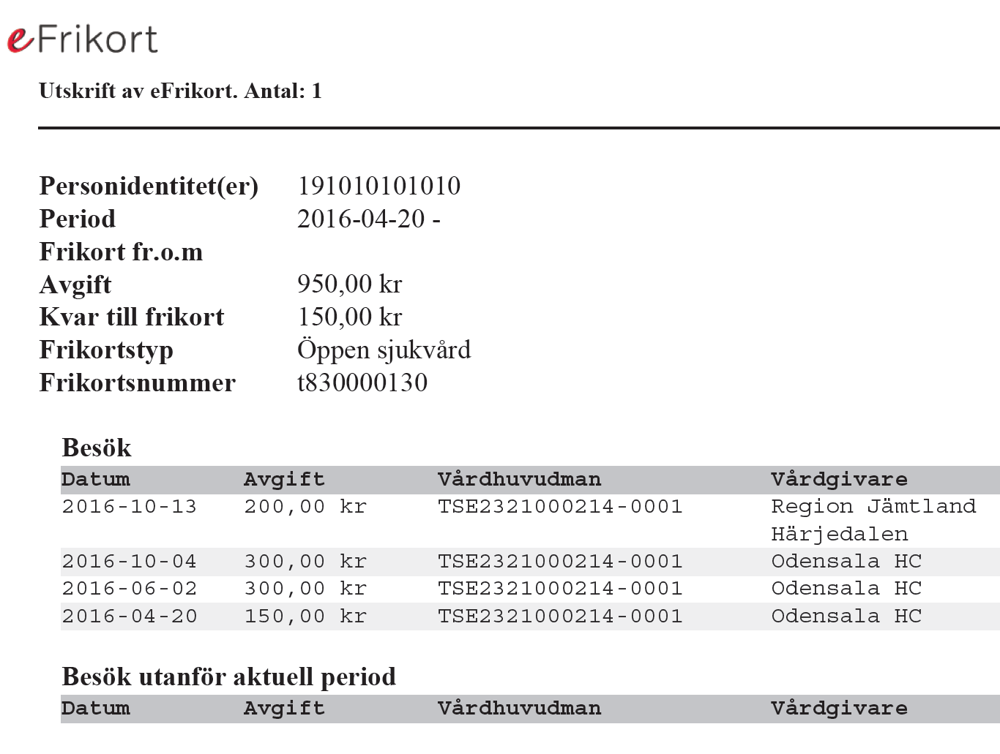 eFrikort
Utskrift av eFrikort. Antal: 1
Personidentitet(er) 191010101010
Period 2016-04-20 -
Frikort fr.o.m
Avgift 950,00 kr
Kvar till frikort 150,00 kr
Frikortstyp Öppen sjukvård
Frikortsnummer t830000130
Besök
Datum Avgift Vårdhuvudman Vårdgivare
2016-10-13 200,00 kr TSE2321000214-0001 Region Jämtland
Härjedalen
2016-10-04 300,00 kr TSE2321000214-0001 Odensala HC
2016-06-02 300,00 kr TSE2321000214-0001 Odensala HC
2016-04-20 150,00 kr TSE2321000214-0001 Odensala HC
Besök utanför aktuell period
Datum Avgift Vårdhuvudman Vårdgivare